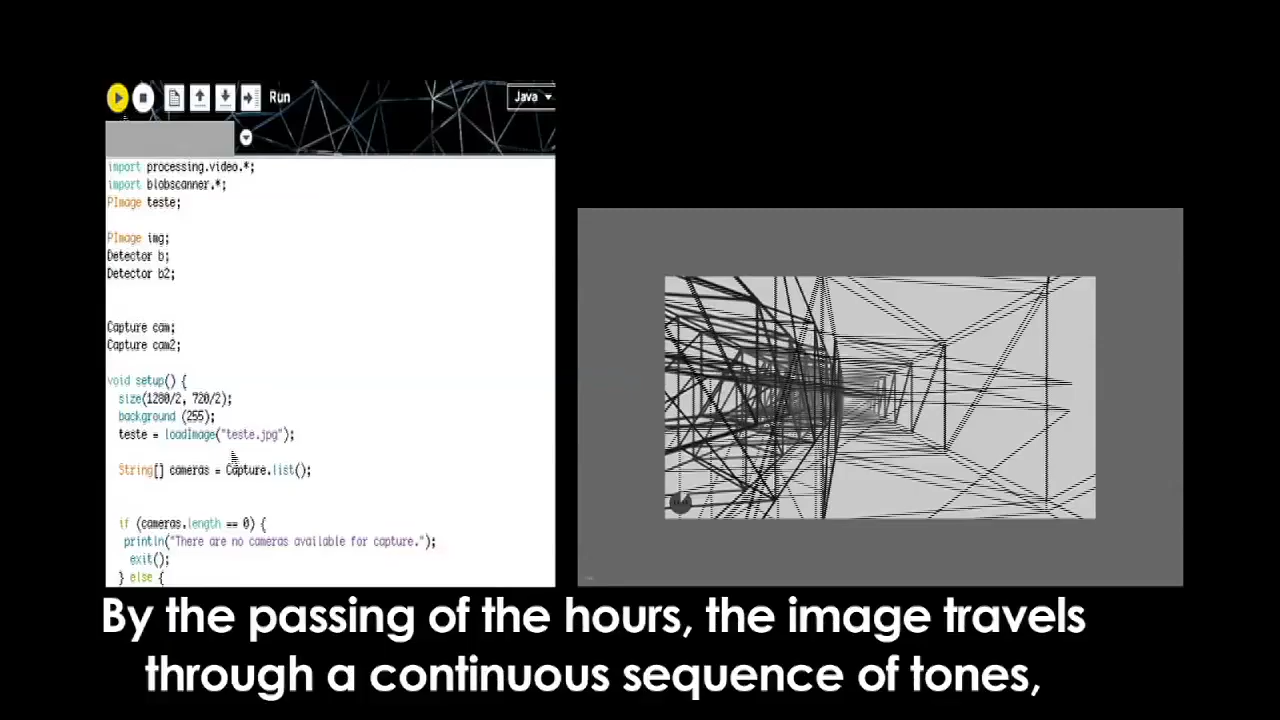 Run
Java
import processing.video.*;
import blobscanner.*;
PImage teste;
PImage img;
Detector b;
Detector b2;
Capture cam;
Capture cam2;
void setup() {
size(1280/2, 720/2);
background (255);
teste = loadImage("teste.jpg");
String[] cameras = Capture.list();
if (cameras.length == 0) {
println("There are no cameras available for capture.");
exit();
} else {
By the passing of the hours, the image travels
through a continuous sequence of tones,